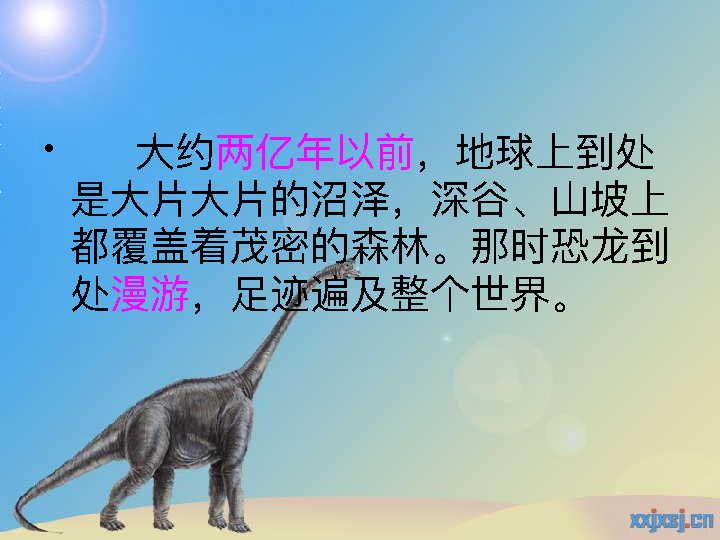 • 大约两亿年以前，地球上到处
是大片大片的沼泽，深谷、山坡上
都覆盖着茂密的森林。那时恐龙到
处漫游，足迹遍及整个世界。
xxjxsj.cn